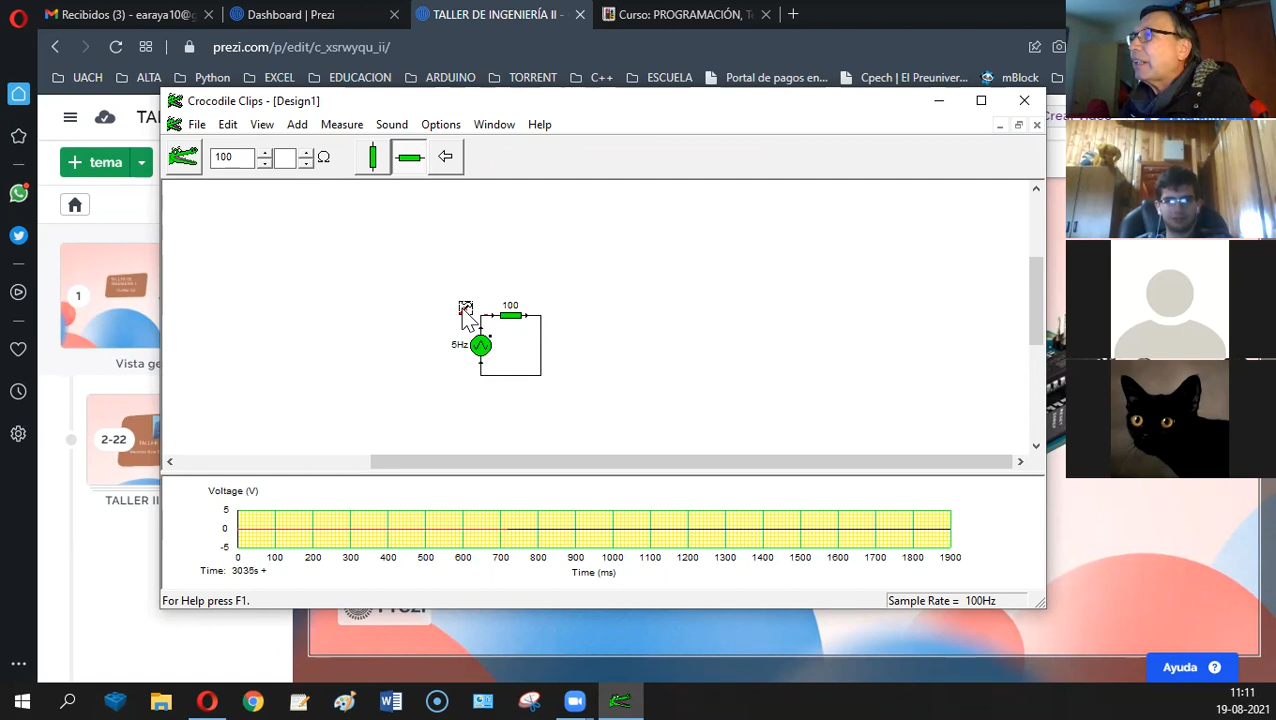 Recibidos (3) - earaya10@g
Dashboard | Prezi
TALLER DE INGENIERÍA II -
Curso: PROGRAMACIÓN, Te
prezi.com/p/edit/c_xsrwyqu_ii/
UACH
ALTA
Python
EXCEL
EDUCACION
ARDUINO
TORRENT
C++
ESCUELA
Portal de pagos en...
Cpech | El Preuniver...
mBlock
TA
tema
1
Vista ge
2-22
TALLER II
Crocodile Clips - [Design1]
File Edit View Add Measure Sound Options Window Help
100
Ω
100
5Hz
Voltage (V)
5
0
-5
0 100 200 300 400 500 600 700 800 900 1000 1100 1200 1300 1400 1500 1600 1700 1800 1900
Time: 3035s +
Time (ms)
For Help press F1.
Sample Rate = 100Hz
Prezi
Ayuda
11:11
19-08-2021